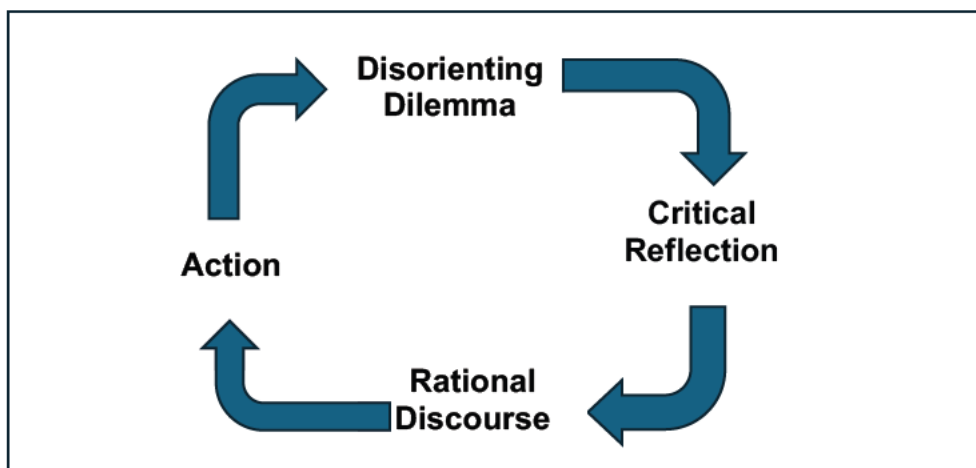 Disorienting
Dilemma
Critical
Reflection
Action
Rational
Discourse